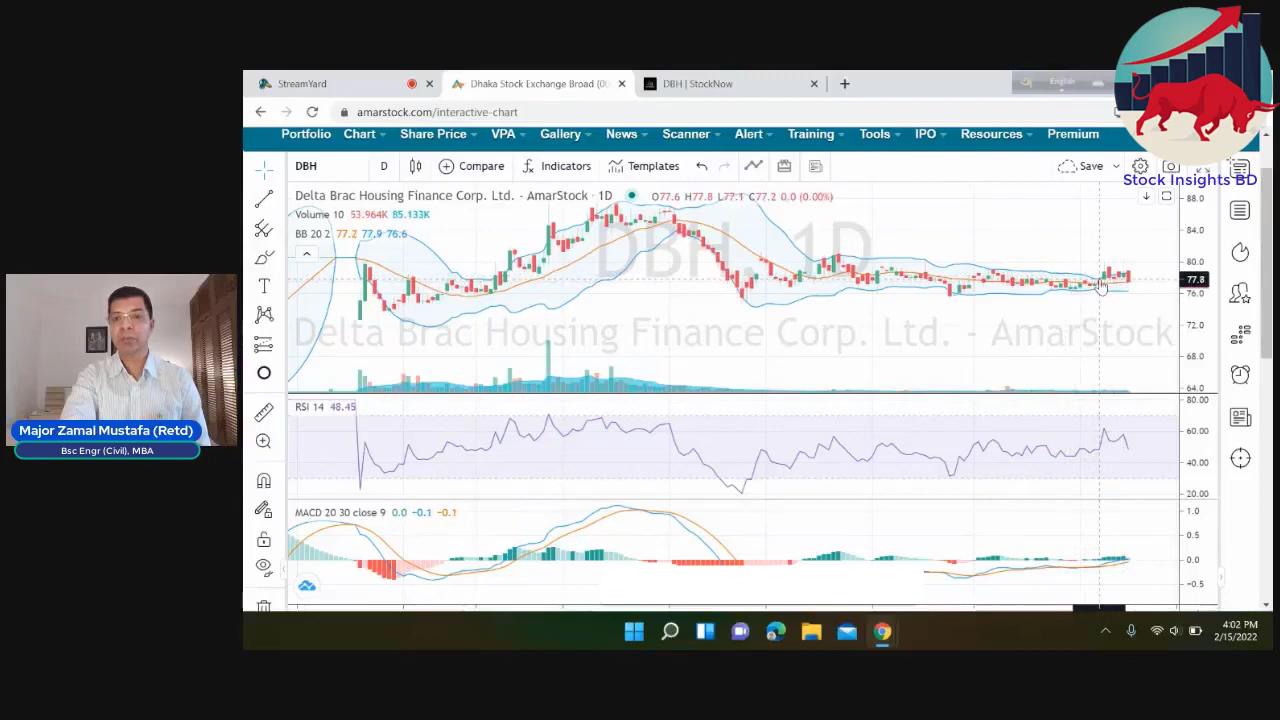 StreamYard
Dhaka Stock Exchange Broad (00
DBH | StockNow
English
amarstock.com/interactive-chart
Portfolio Chart Share Price VPA Gallery News Scanner Alert Training Tools IPO Resources Premium
Stock Insights BD
DBH D Compare Indicators Templates Save
Delta Brac Housing Finance Corp. Ltd. - AmarStock · 1D O77.6 H77.8 L77.1 C77.2 0.0 (0.00%)
Volume 10 53.964K 85.133K
BB 20 2 77.2 77.9 76.6
DBH, 1D
Delta Brac Housing Finance Corp. Ltd. - AmarStock
88.0
84.0
80.0
77.8
76.0
72.0
68.0
64.0
RSI 14 48.45
80.00
60.00
40.00
20.00
MACD 20 30 close 9 0.0 −0.1 −0.1
1.0
0.5
0.0
−0.5
Major Zamal Mustafa (Retd)
Bsc Engr (Civil), MBA
4:02 PM
2/15/2022